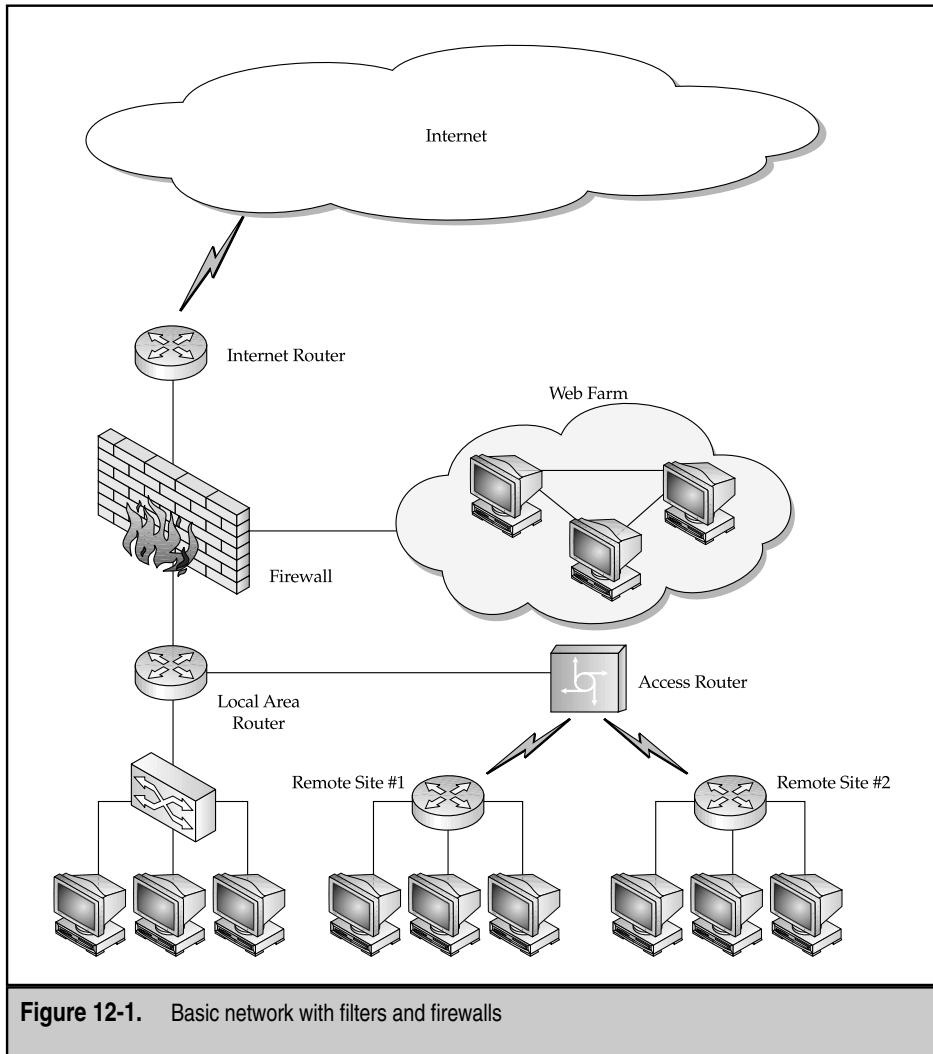 Internet
Internet Router
Web Farm
Firewall
Access Router
Local Area
Router
Remote Site #1
Remote Site #2
Figure 12-1. Basic network with filters and firewalls